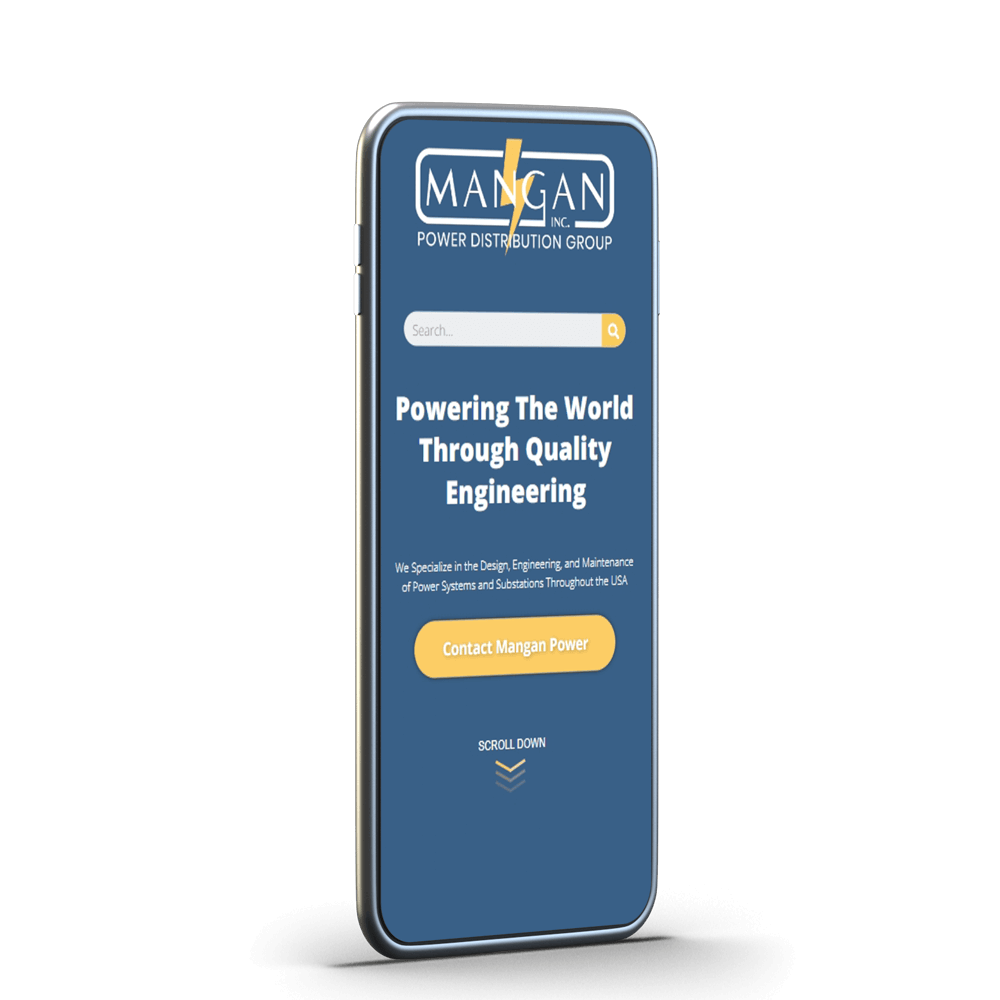 MANGAN
INC.
POWER DISTRIBUTION GROUP
Search...
Powering The World
Through Quality
Engineering
We Specialize in the Design, Engineering, and Maintenance
of Power Systems and Substations Throughout the USA
Contact Mangan Power
SCROLL DOWN